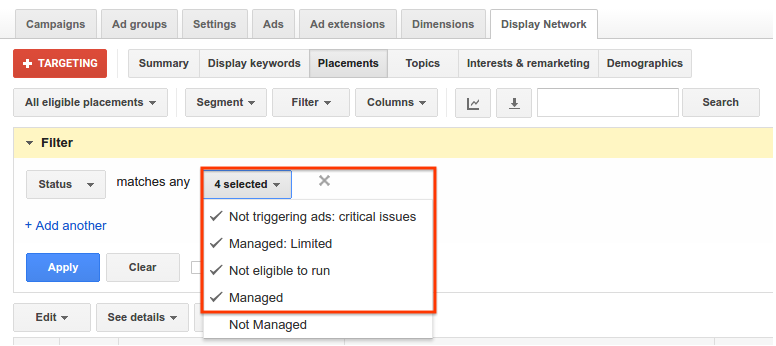 Campaigns Ad groups Settings Ads Ad extensions Dimensions Display Network
+ TARGETING Summary Display keywords Placements Topics Interests & remarketing Demographics
All eligible placements Segment Filter Columns Search
Filter
Status matches any 4 selected
Not triggering ads: critical issues
+ Add another
Managed: Limited
Apply Clear Not eligible to run
Managed
Edit See details Not Managed